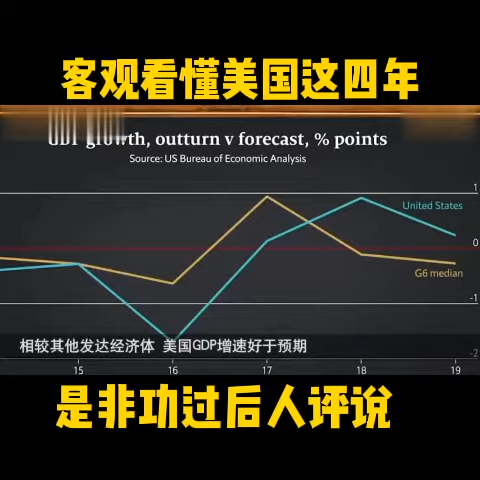 客观看懂美国这四年
GDP growth, outturn v forecast, % points
Source: US Bureau of Economic Analysis
1
United States
0
G6 median
-1
相较其他发达经济体 美国GDP增速好于预期
-2
15 16 17 18 19
是非功过后人评说